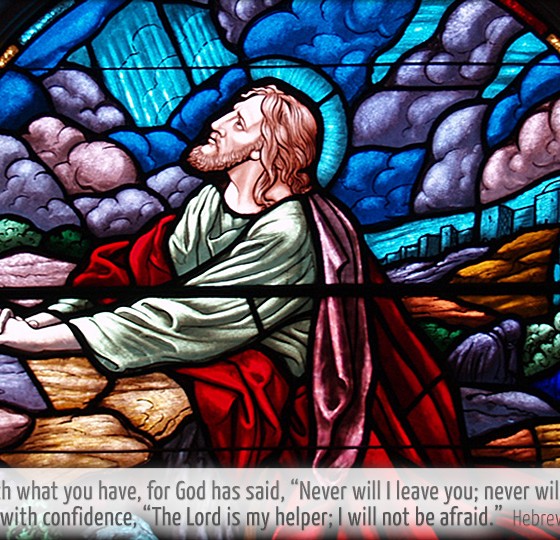 what you have, for God has said, “Never will I leave you; never
with confidence, “The Lord is my helper; I will not be afraid.”